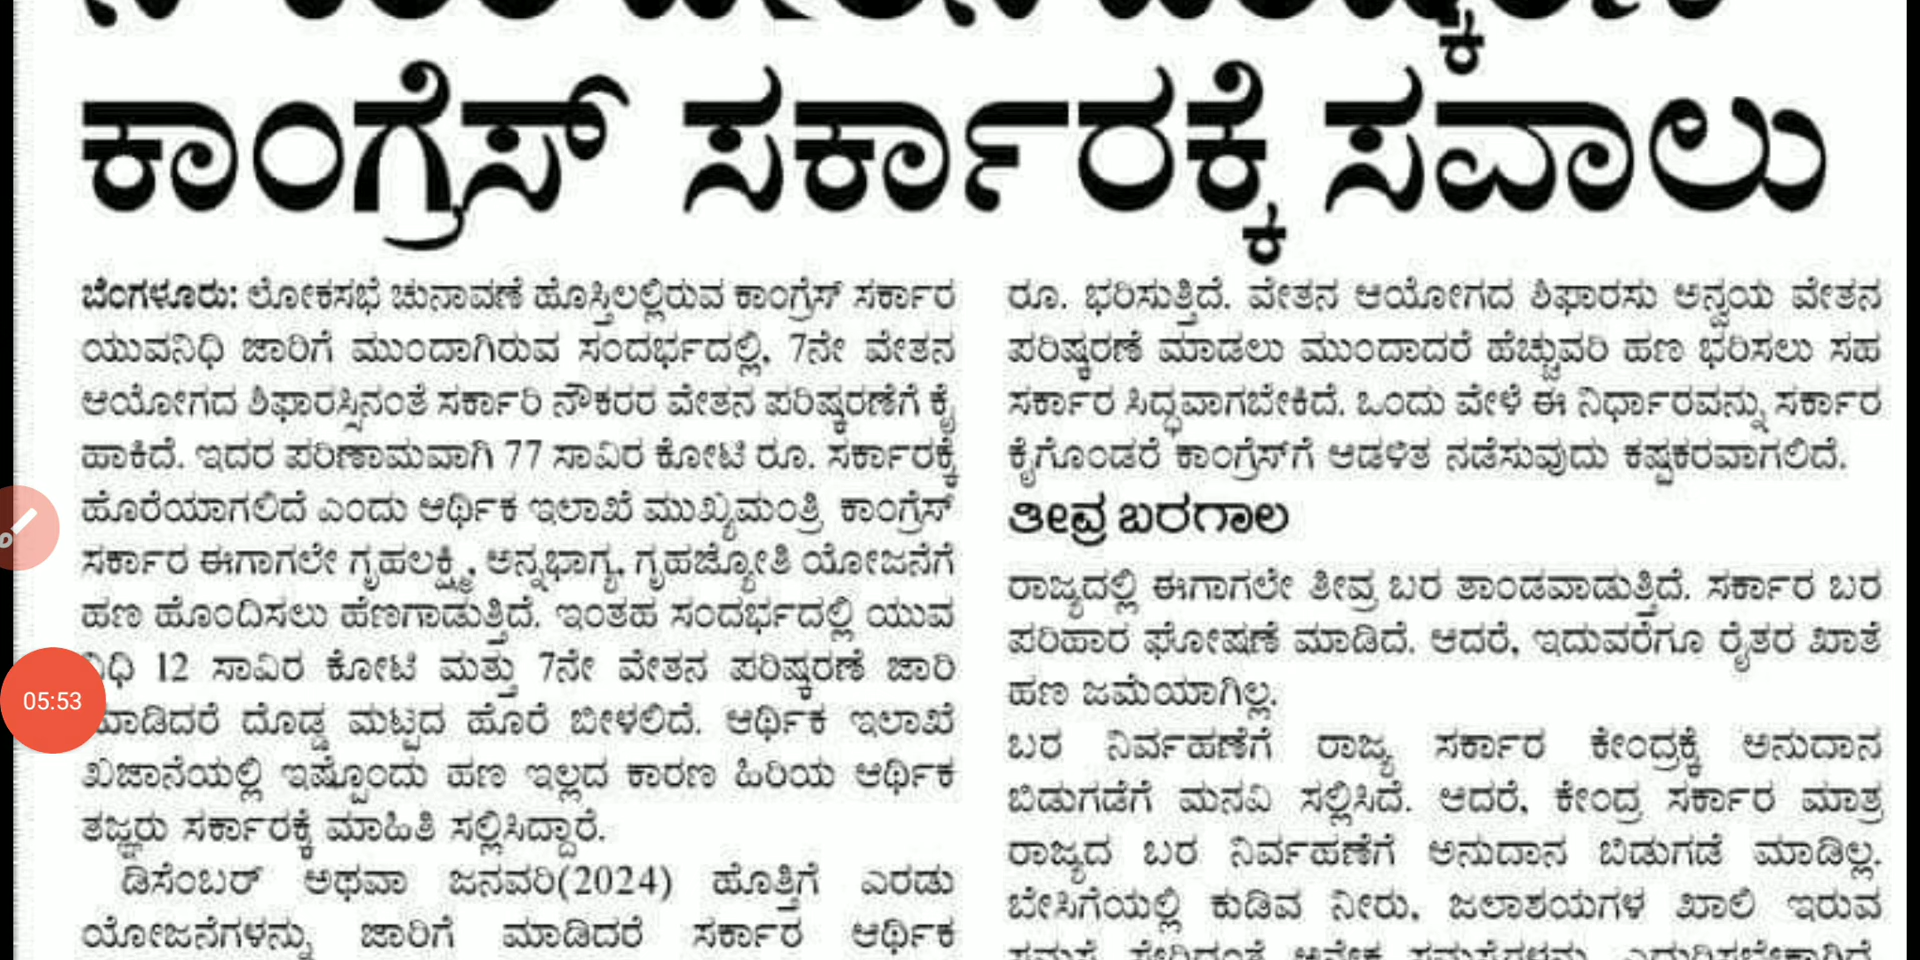 ಕಾಂಗ್ರೆಸ್ ಸರ್ಕಾರಕ್ಕೆ ಸವಾಲು
ಬೆಂಗಳೂರು: ಲೋಕಸಭೆ ಚುನಾವಣೆ ಹೊಸ್ತಿಲಲ್ಲಿರುವ ಕಾಂಗ್ರೆಸ್ ಸರ್ಕಾರ
ಯುವನಿಧಿ ಜಾರಿಗೆ ಮುಂದಾಗಿರುವ ಸಂದರ್ಭದಲ್ಲಿ, 7ನೇ ವೇತನ
ಆಯೋಗದ ಶಿಫಾರಸ್ಸಿನಂತೆ ಸರ್ಕಾರಿ ನೌಕರರ ವೇತನ ಪರಿಷ್ಕರಣೆಗೆ ಕೈ
ಹಾಕಿದೆ. ಇದರ ಪರಿಣಾಮವಾಗಿ 77 ಸಾವಿರ ಕೋಟಿ ರೂ. ಸರ್ಕಾರಕ್ಕೆ
ಹೊರೆಯಾಗಲಿದೆ ಎಂದು ಆರ್ಥಿಕ ಇಲಾಖೆ ಮುಖ್ಯಮಂತ್ರಿ ಕಾಂಗ್ರೆಸ್
ಸರ್ಕಾರ ಈಗಾಗಲೇ ಗೃಹಲಕ್ಷ್ಮಿ, ಅನ್ನಭಾಗ್ಯ, ಗೃಹಜ್ಯೋತಿ ಯೋಜನೆಗೆ
ಹಣ ಹೊಂದಿಸಲು ಹೆಣಗಾಡುತ್ತಿದೆ. ಇಂತಹ ಸಂದರ್ಭದಲ್ಲಿ ಯುವ
ನಿಧಿ 12 ಸಾವಿರ ಕೋಟಿ ಮತ್ತು 7ನೇ ವೇತನ ಪರಿಷ್ಕರಣೆ ಜಾರಿ
ಮಾಡಿದರೆ ದೊಡ್ಡ ಮಟ್ಟದ ಹೊರೆ ಬೀಳಲಿದೆ. ಆರ್ಥಿಕ ಇಲಾಖೆ
ಖಜಾನೆಯಲ್ಲಿ ಇಷ್ಟೊಂದು ಹಣ ಇಲ್ಲದ ಕಾರಣ ಹಿರಿಯ ಆರ್ಥಿಕ
ತಜ್ಞರು ಸರ್ಕಾರಕ್ಕೆ ಮಾಹಿತಿ ಸಲ್ಲಿಸಿದ್ದಾರೆ.
ಡಿಸೆಂಬರ್ ಅಥವಾ ಜನವರಿ(2024) ಹೊತ್ತಿಗೆ ಎರಡು
ಯೋಜನೆಗಳನ್ನು ಜಾರಿಗೆ ಮಾಡಿದರೆ ಸರ್ಕಾರ ಆರ್ಥಿಕ
ರೂ. ಭರಿಸುತ್ತಿದೆ. ವೇತನ ಆಯೋಗದ ಶಿಫಾರಸು ಅನ್ವಯ ವೇತನ
ಪರಿಷ್ಕರಣೆ ಮಾಡಲು ಮುಂದಾದರೆ ಹೆಚ್ಚುವರಿ ಹಣ ಭರಿಸಲು ಸಹ
ಸರ್ಕಾರ ಸಿದ್ಧವಾಗಬೇಕಿದೆ. ಒಂದು ವೇಳೆ ಈ ನಿರ್ಧಾರವನ್ನು ಸರ್ಕಾರ
ಕೈಗೊಂಡರೆ ಕಾಂಗ್ರೆಸ್‌ಗೆ ಆಡಳಿತ ನಡೆಸುವುದು ಕಷ್ಟಕರವಾಗಲಿದೆ.
ತೀವ್ರ ಬರಗಾಲ
ರಾಜ್ಯದಲ್ಲಿ ಈಗಾಗಲೇ ತೀವ್ರ ಬರ ತಾಂಡವಾಡುತ್ತಿದೆ. ಸರ್ಕಾರ ಬರ
ಪರಿಹಾರ ಘೋಷಣೆ ಮಾಡಿದೆ. ಆದರೆ, ಇದುವರೆಗೂ ರೈತರ ಖಾತೆ
ಹಣ ಜಮೆಯಾಗಿಲ್ಲ.
ಬರ ನಿರ್ವಹಣೆಗೆ ರಾಜ್ಯ ಸರ್ಕಾರ ಕೇಂದ್ರಕ್ಕೆ ಅನುದಾನ
ಬಿಡುಗಡೆಗೆ ಮನವಿ ಸಲ್ಲಿಸಿದೆ. ಆದರೆ, ಕೇಂದ್ರ ಸರ್ಕಾರ ಮಾತ್ರ
ರಾಜ್ಯದ ಬರ ನಿರ್ವಹಣೆಗೆ ಅನುದಾನ ಬಿಡುಗಡೆ ಮಾಡಿಲ್ಲ.
ಬೇಸಿಗೆಯಲ್ಲಿ ಕುಡಿವ ನೀರು, ಜಲಾಶಯಗಳ ಖಾಲಿ ಇರುವ
05:53